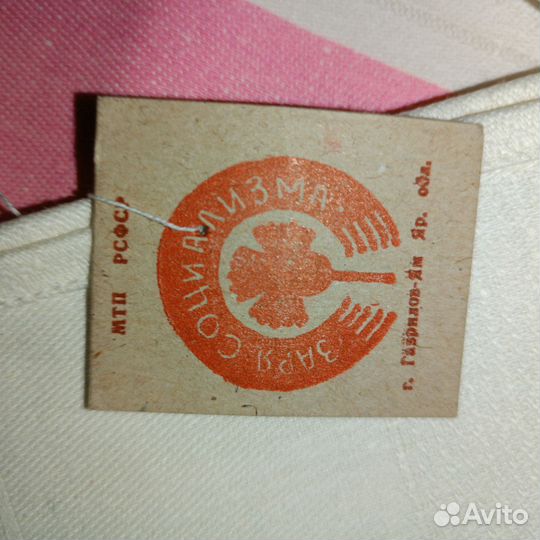 МТП РСФСР
ЗАРЯ СОЦИАЛИЗМА
г. Гаврилов-Ям Яр. обл.
Avito